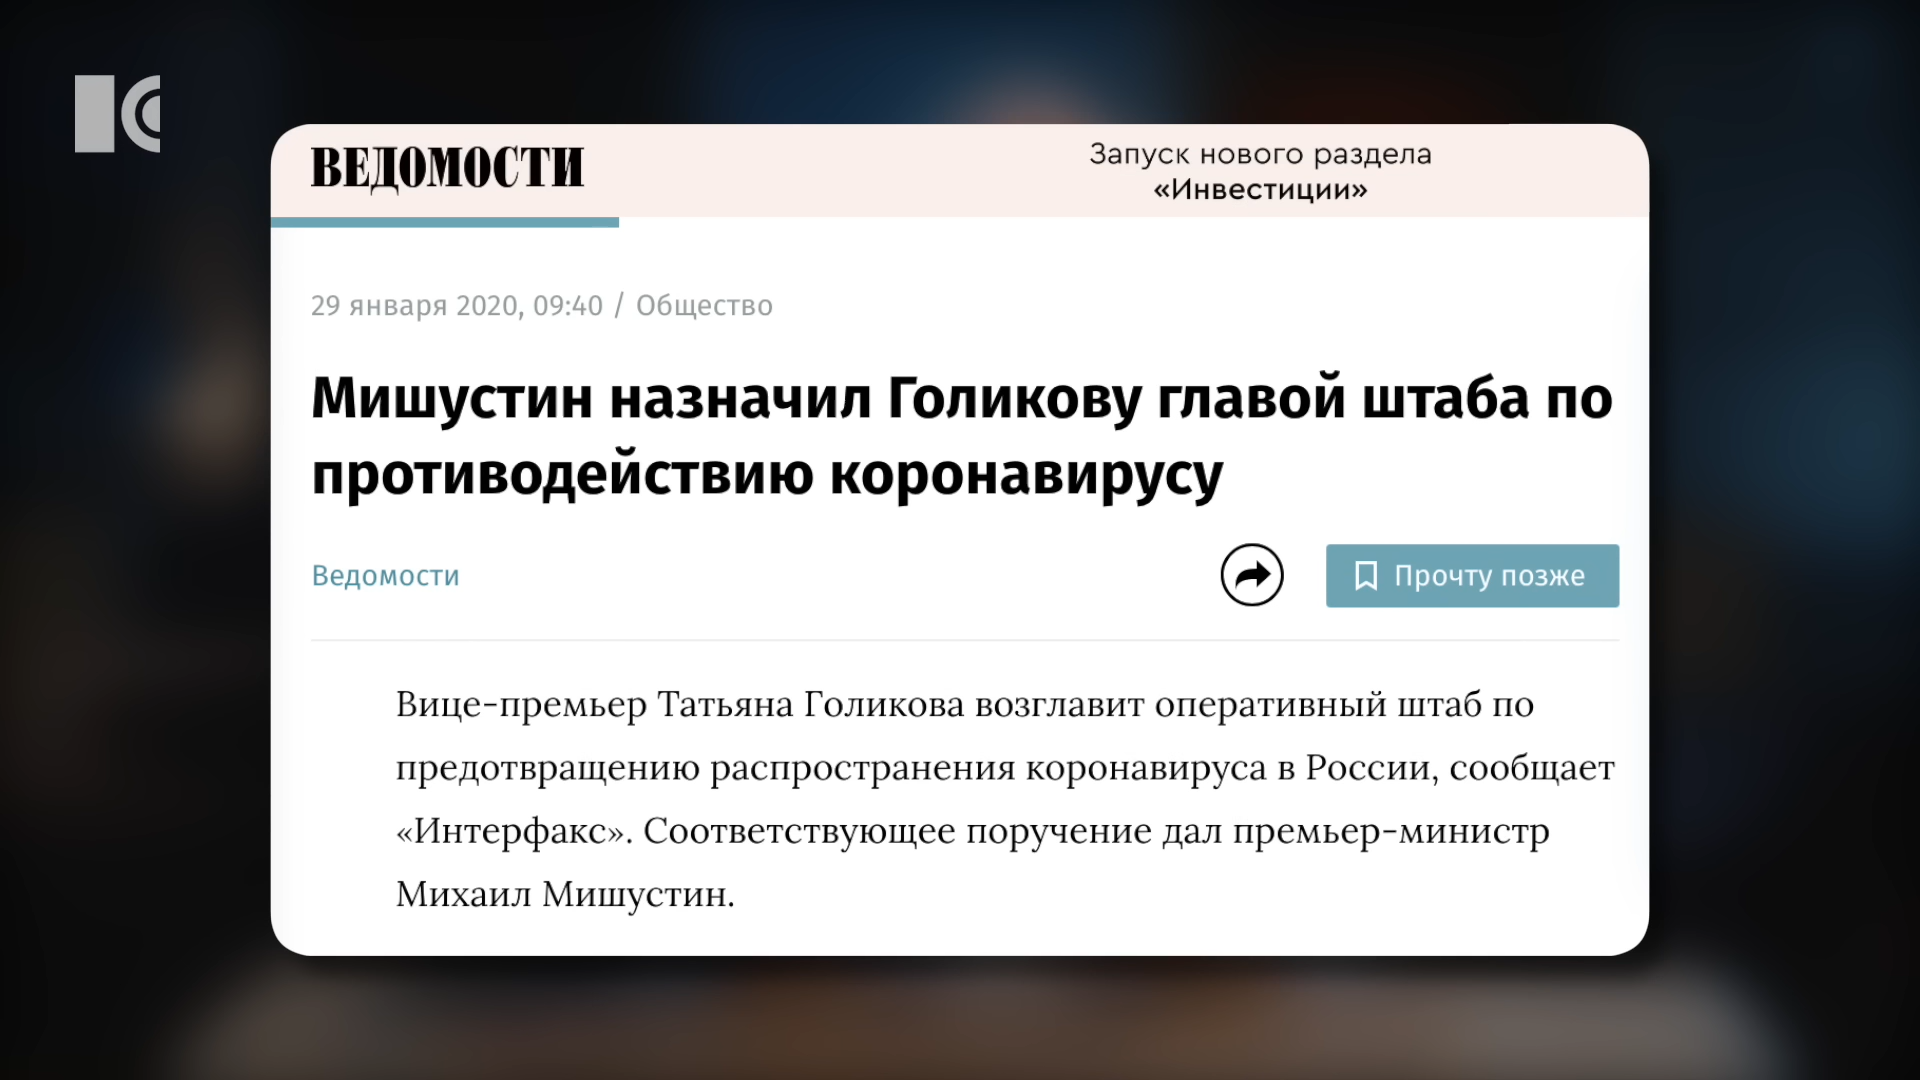 ВЕДОМОСТИ
Запуск нового раздела
«Инвестиции»
29 января 2020, 09:40 / Общество
Мишустин назначил Голикову главой штаба по
противодействию коронавирусу
Ведомости
Прочту позже
Вице-премьер Татьяна Голикова возглавит оперативный штаб по
предотвращению распространения коронавируса в России, сообщает
«Интерфакс». Соответствующее поручение дал премьер-министр
Михаил Мишустин.